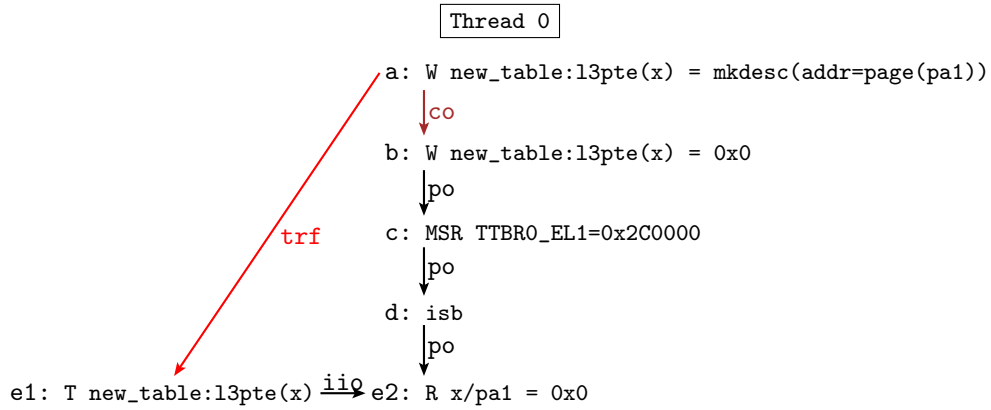 Thread 0
a: W new_table:l3pte(x) = mkdesc(addr=page(pa1))
co
b: W new_table:l3pte(x) = 0x0
po
c: MSR TTBR0_EL1=0x2C0000
trf
po
d: isb
po
e1: T new_table:l3pte(x) iio e2: R x/pa1 = 0x0